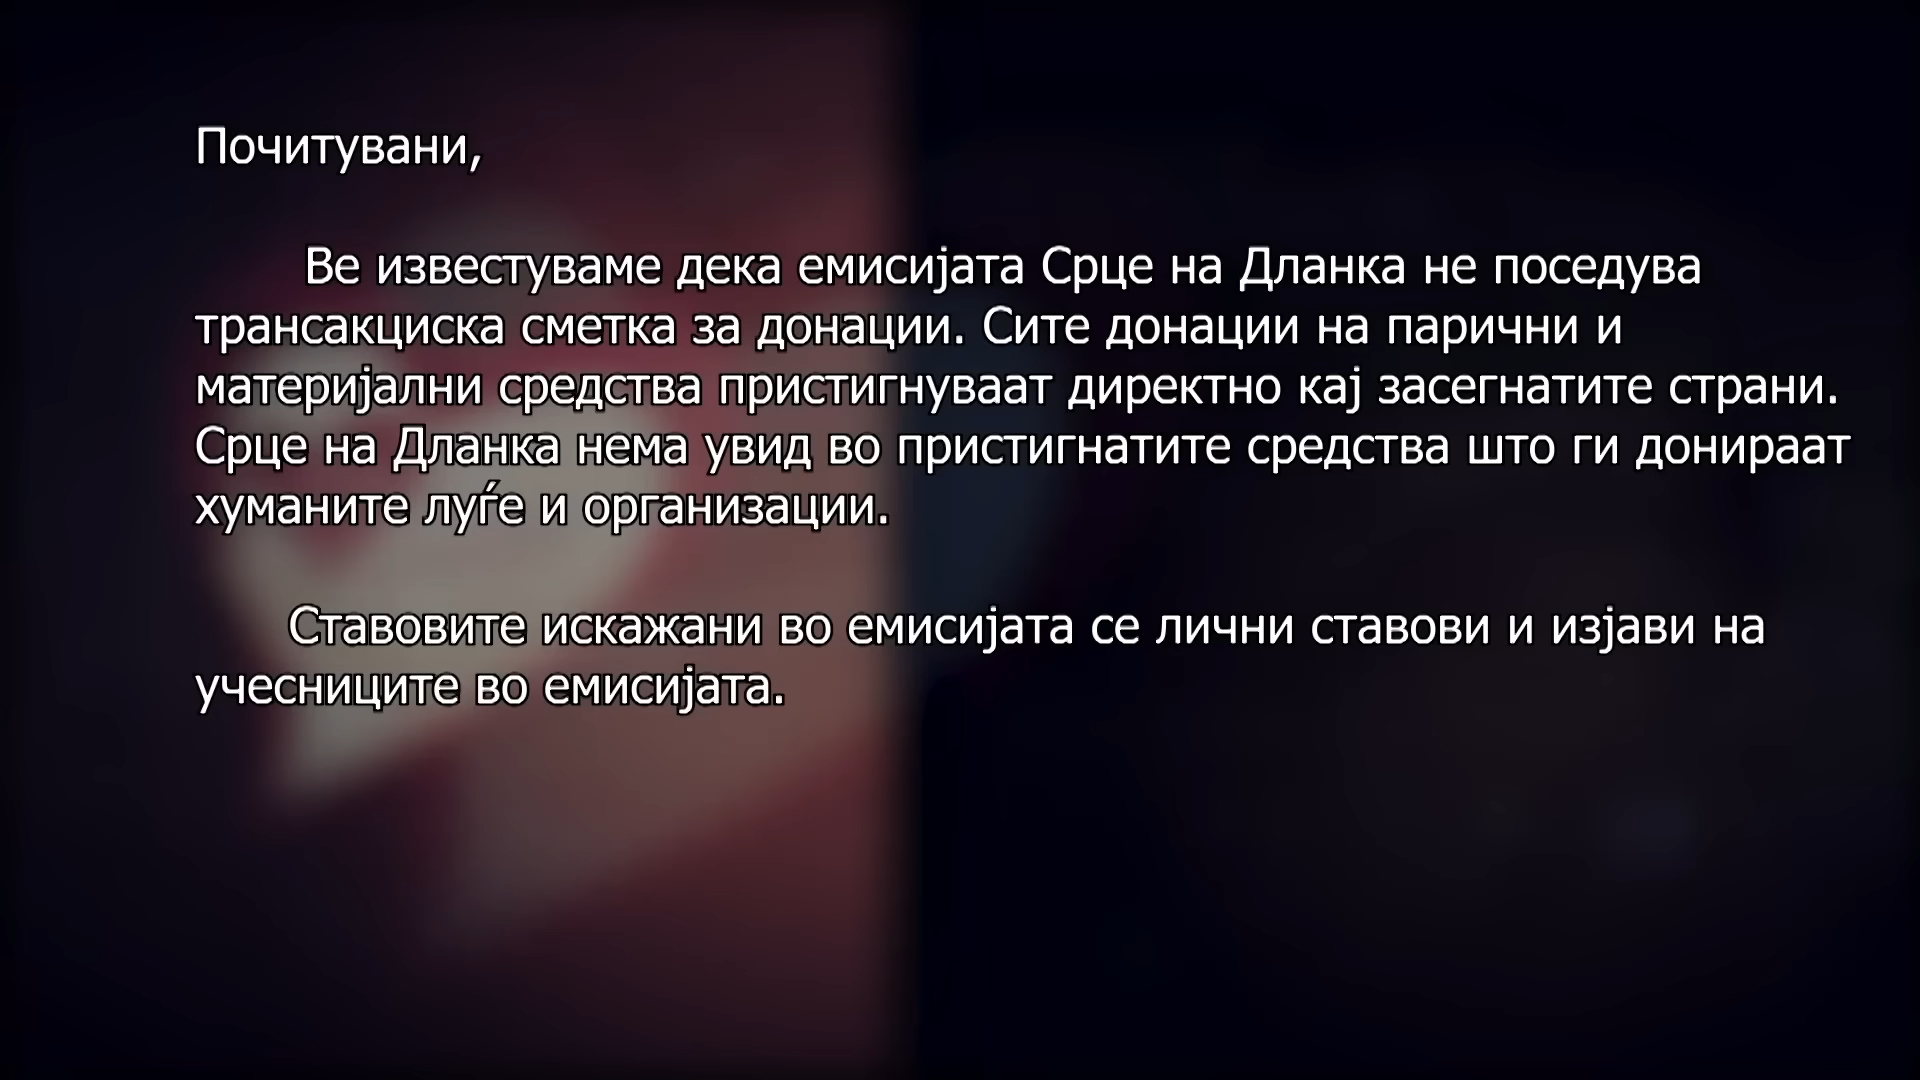 Почитувани,
Ве известуваме дека емисијата Срце на Дланка не поседува
трансакциска сметка за донации. Сите донации на парични и
материјални средства пристигнуваат директно кај засегнатите страни.
Срце на Дланка нема увид во пристигнатите средства што ги донираат
хуманите луѓе и организации.
Ставовите искажани во емисијата се лични ставови и изјави на
учесниците во емисијата.